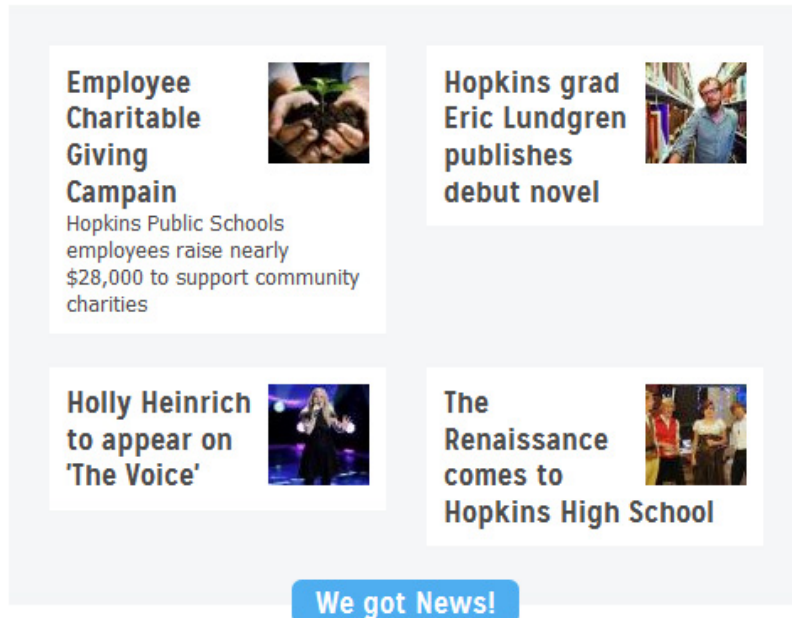 Employee
Charitable
Giving
Campain
Hopkins Public Schools
employees raise nearly
$28,000 to support community
charities
Hopkins grad
Eric Lundgren
publishes
debut novel
Holly Heinrich
to appear on
'The Voice'
The
Renaissance
comes to
Hopkins High School
We got News!